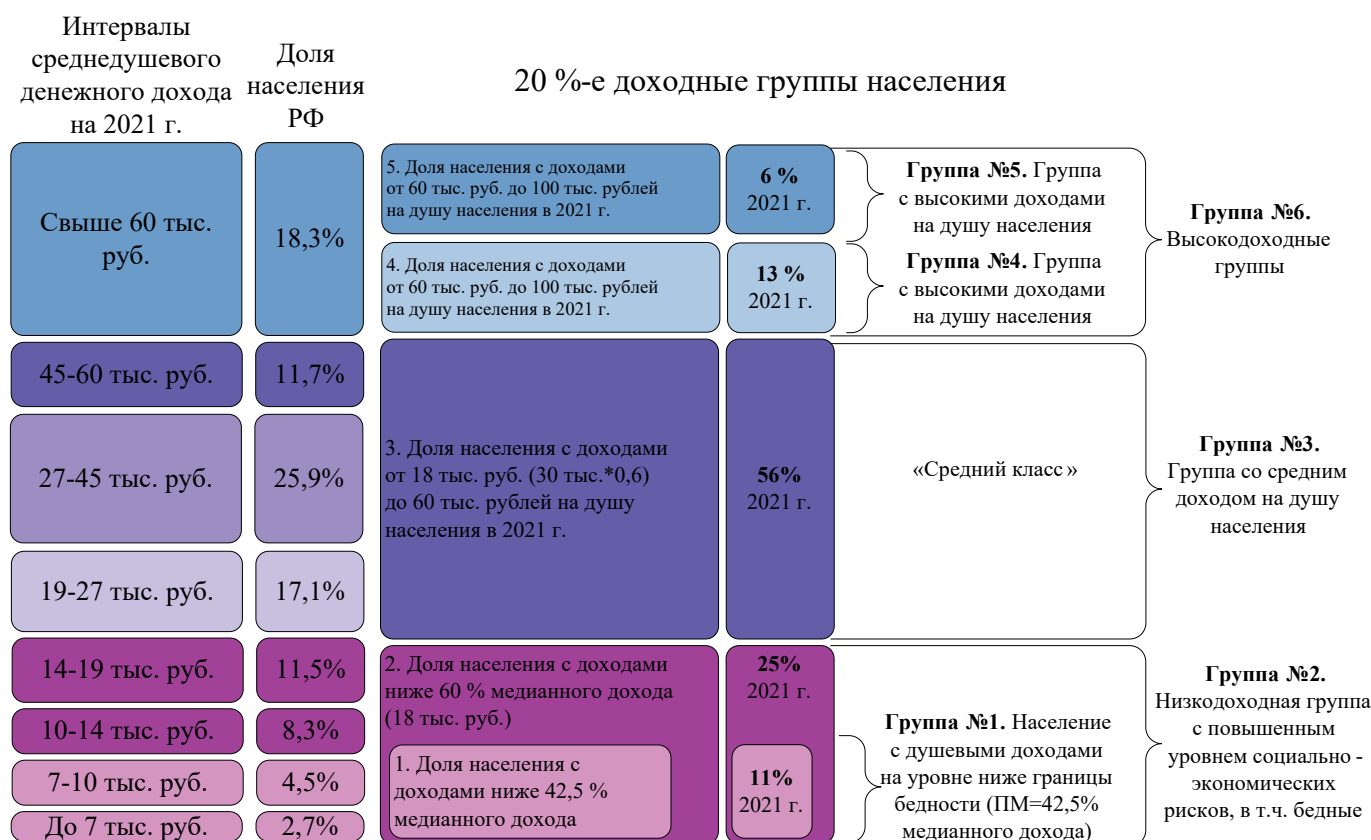 Интервалы
среднедушевого
денежного дохода
на 2021 г.
Доля
населения
РФ
20 %-е доходные группы населения
Свыше 60 тыс.
руб.
18,3%
45-60 тыс. руб.
11,7%
27-45 тыс. руб.
25,9%
19-27 тыс. руб.
17,1%
14-19 тыс. руб.
11,5%
10-14 тыс. руб.
8,3%
7-10 тыс. руб.
4,5%
До 7 тыс. руб.
2,7%
5. Доля населения с доходами
от 60 тыс. руб. до 100 тыс. рублей
на душу населения в 2021 г.
6 %
2021 г.
Группа №5. Группа
с высокими доходами
на душу населения
4. Доля населения с доходами
от 60 тыс. руб. до 100 тыс. рублей
на душу населения в 2021 г.
13 %
2021 г.
Группа №4. Группа
с высокими доходами
на душу населения
Группа №6.
Высокодоходные
группы
3. Доля населения с доходами
от 18 тыс. руб. (30 тыс.*0,6)
до 60 тыс. рублей на душу
населения в 2021 г.
56%
2021 г.
«Средний класс»
Группа №3.
Группа со средним
доходом на душу
населения
2. Доля населения с доходами
ниже 60 % медианного дохода
(18 тыс. руб.)
25%
2021 г.
1. Доля населения с
доходами ниже 42,5 %
медианного дохода
11%
2021 г.
Группа №1. Население
с душевыми доходами
на уровне ниже границы
бедности (ПМ=42,5%
медианного дохода)
Группа №2.
Низкодоходная группа
с повышенным
уровнем социально -
экономических
рисков, в т.ч. бедные